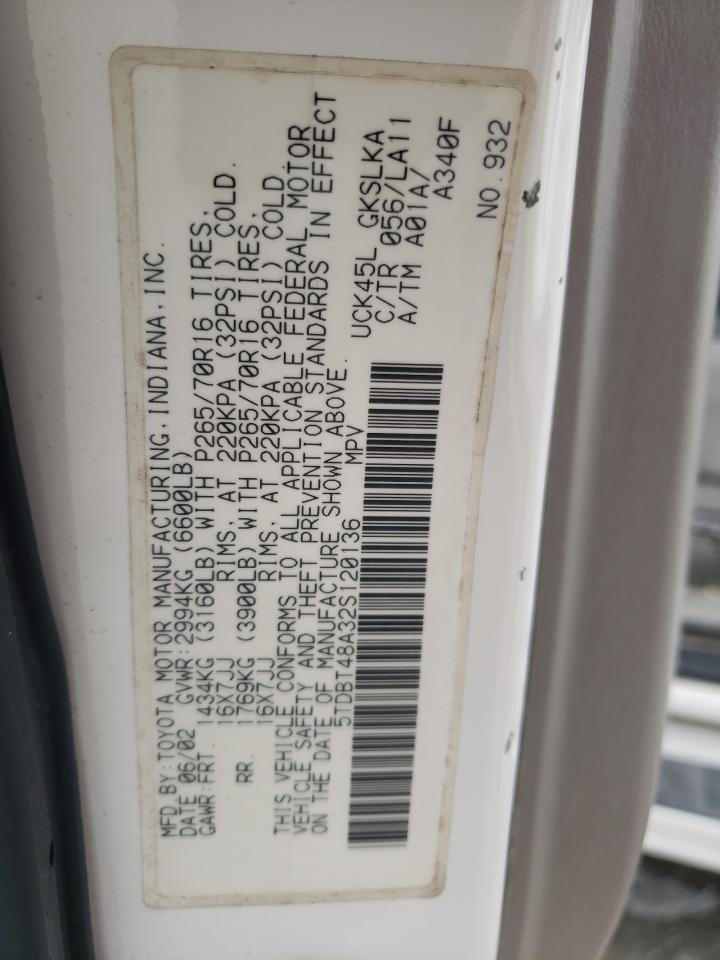 MFD BY:TOYOTA MOTOR MANUFACTURING,INDIANA,INC.
DATE 06/02 GVWR:2994KG (6600LB)
GAWR:FRT. 1434KG (3160LB) WITH P265/70R16 TIRES,
16X7JJ RIMS, AT 220KPA (32PSI) COLD.
RR. 1769KG (3900LB) WITH P265/70R16 TIRES,
16X7JJ RIMS, AT 220KPA (32PSI) COLD
THIS VEHICLE CONFORMS TO ALL APPLICABLE FEDERAL MOTOR
VEHICLE SAFETY AND THEFT PREVENTION STANDARDS IN EFFECT
ON THE DATE OF MANUFACTURE SHOWN ABOVE.
5TDBT48A32S120136 MPV
UCK45L GKSLKA
C/TR 056/LA11
A/TM A01A/
A340F
NO.932